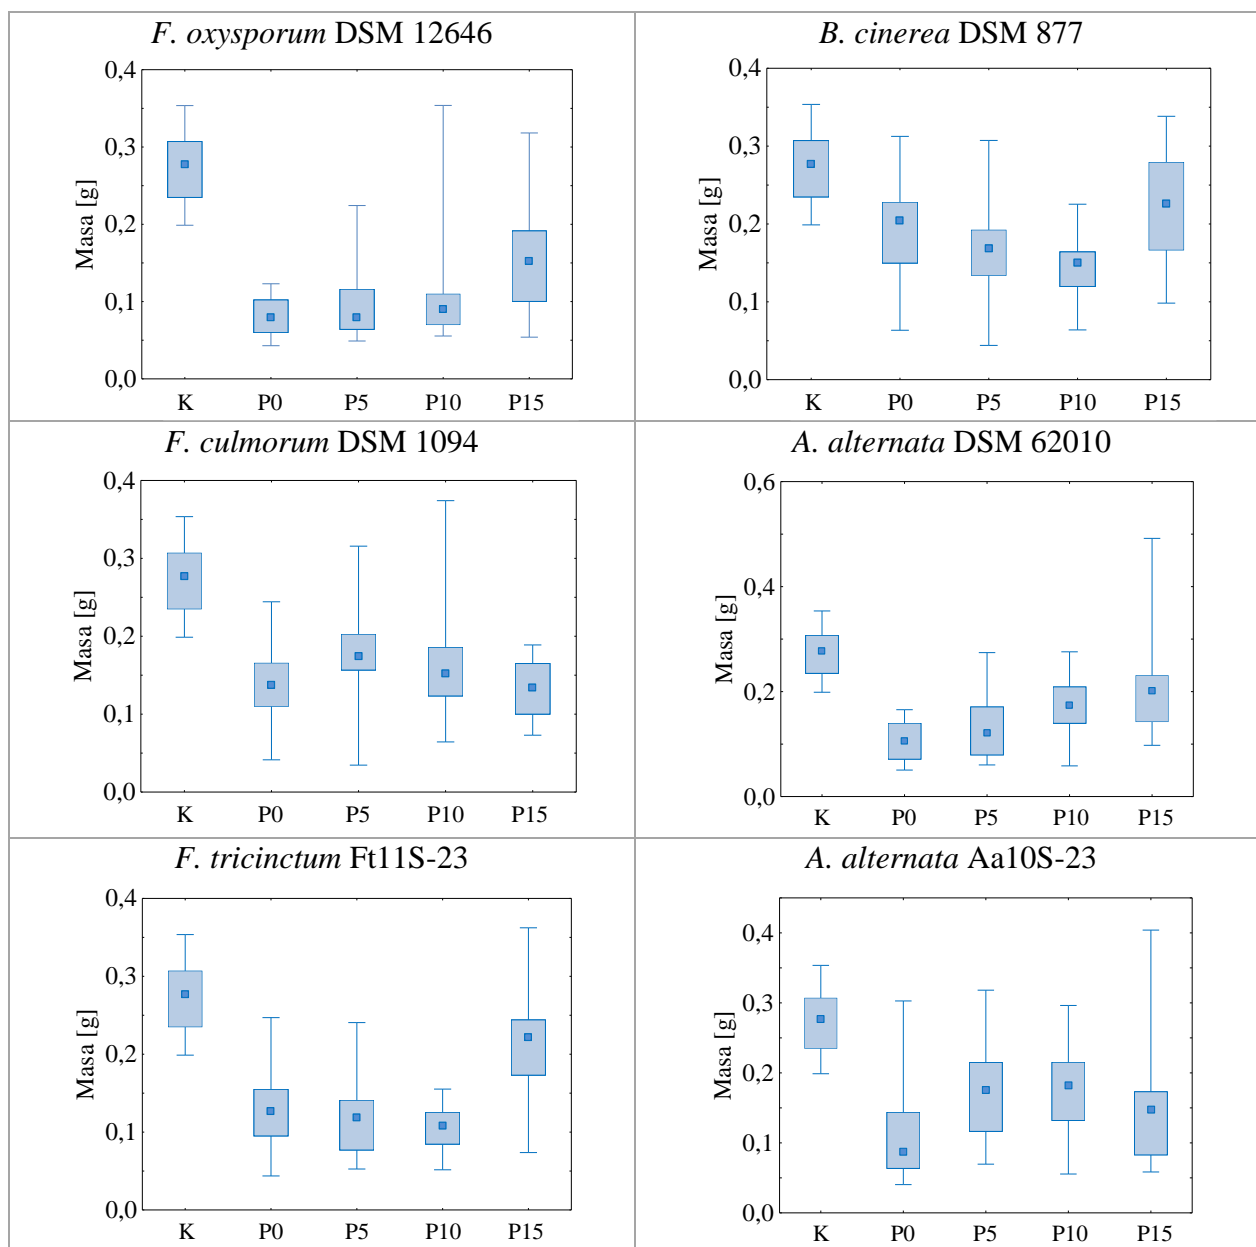 F. oxysporum DSM 12646
Masa [g]
0,4
0,3
0,2
0,1
0,0
K P0 P5 P10 P15
B. cinerea DSM 877
Masa [g]
0,4
0,3
0,2
0,1
0,0
K P0 P5 P10 P15
F. culmorum DSM 1094
Masa [g]
0,4
0,3
0,2
0,1
0,0
K P0 P5 P10 P15
A. alternata DSM 62010
Masa [g]
0,6
0,4
0,2
0,0
K P0 P5 P10 P15
F. tricinctum Ft11S-23
Masa [g]
0,4
0,3
0,2
0,1
0,0
K P0 P5 P10 P15
A. alternata Aa10S-23
Masa [g]
0,4
0,3
0,2
0,1
0,0
K P0 P5 P10 P15